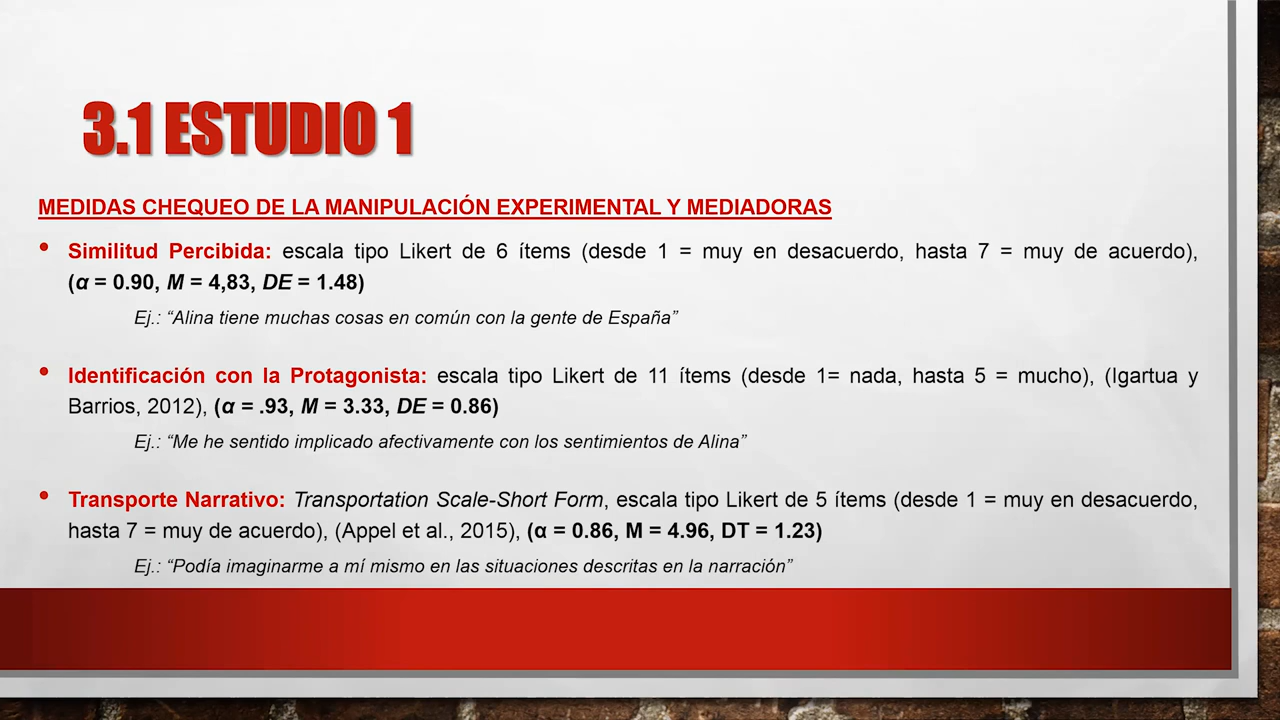 3.1 ESTUDIO 1
MEDIDAS CHEQUEO DE LA MANIPULACIÓN EXPERIMENTAL Y MEDIADORAS
• Similitud Percibida: escala tipo Likert de 6 ítems (desde 1 = muy en desacuerdo, hasta 7 = muy de acuerdo),
(α = 0.90, M = 4,83, DE = 1.48)
Ej.: “Alina tiene muchas cosas en común con la gente de España”
• Identificación con la Protagonista: escala tipo Likert de 11 ítems (desde 1= nada, hasta 5 = mucho), (Igartua y
Barrios, 2012), (α = .93, M = 3.33, DE = 0.86)
Ej.: “Me he sentido implicado afectivamente con los sentimientos de Alina”
• Transporte Narrativo: Transportation Scale-Short Form, escala tipo Likert de 5 ítems (desde 1 = muy en desacuerdo,
hasta 7 = muy de acuerdo), (Appel et al., 2015), (α = 0.86, M = 4.96, DT = 1.23)
Ej.: “Podía imaginarme a mí mismo en las situaciones descritas en la narración”